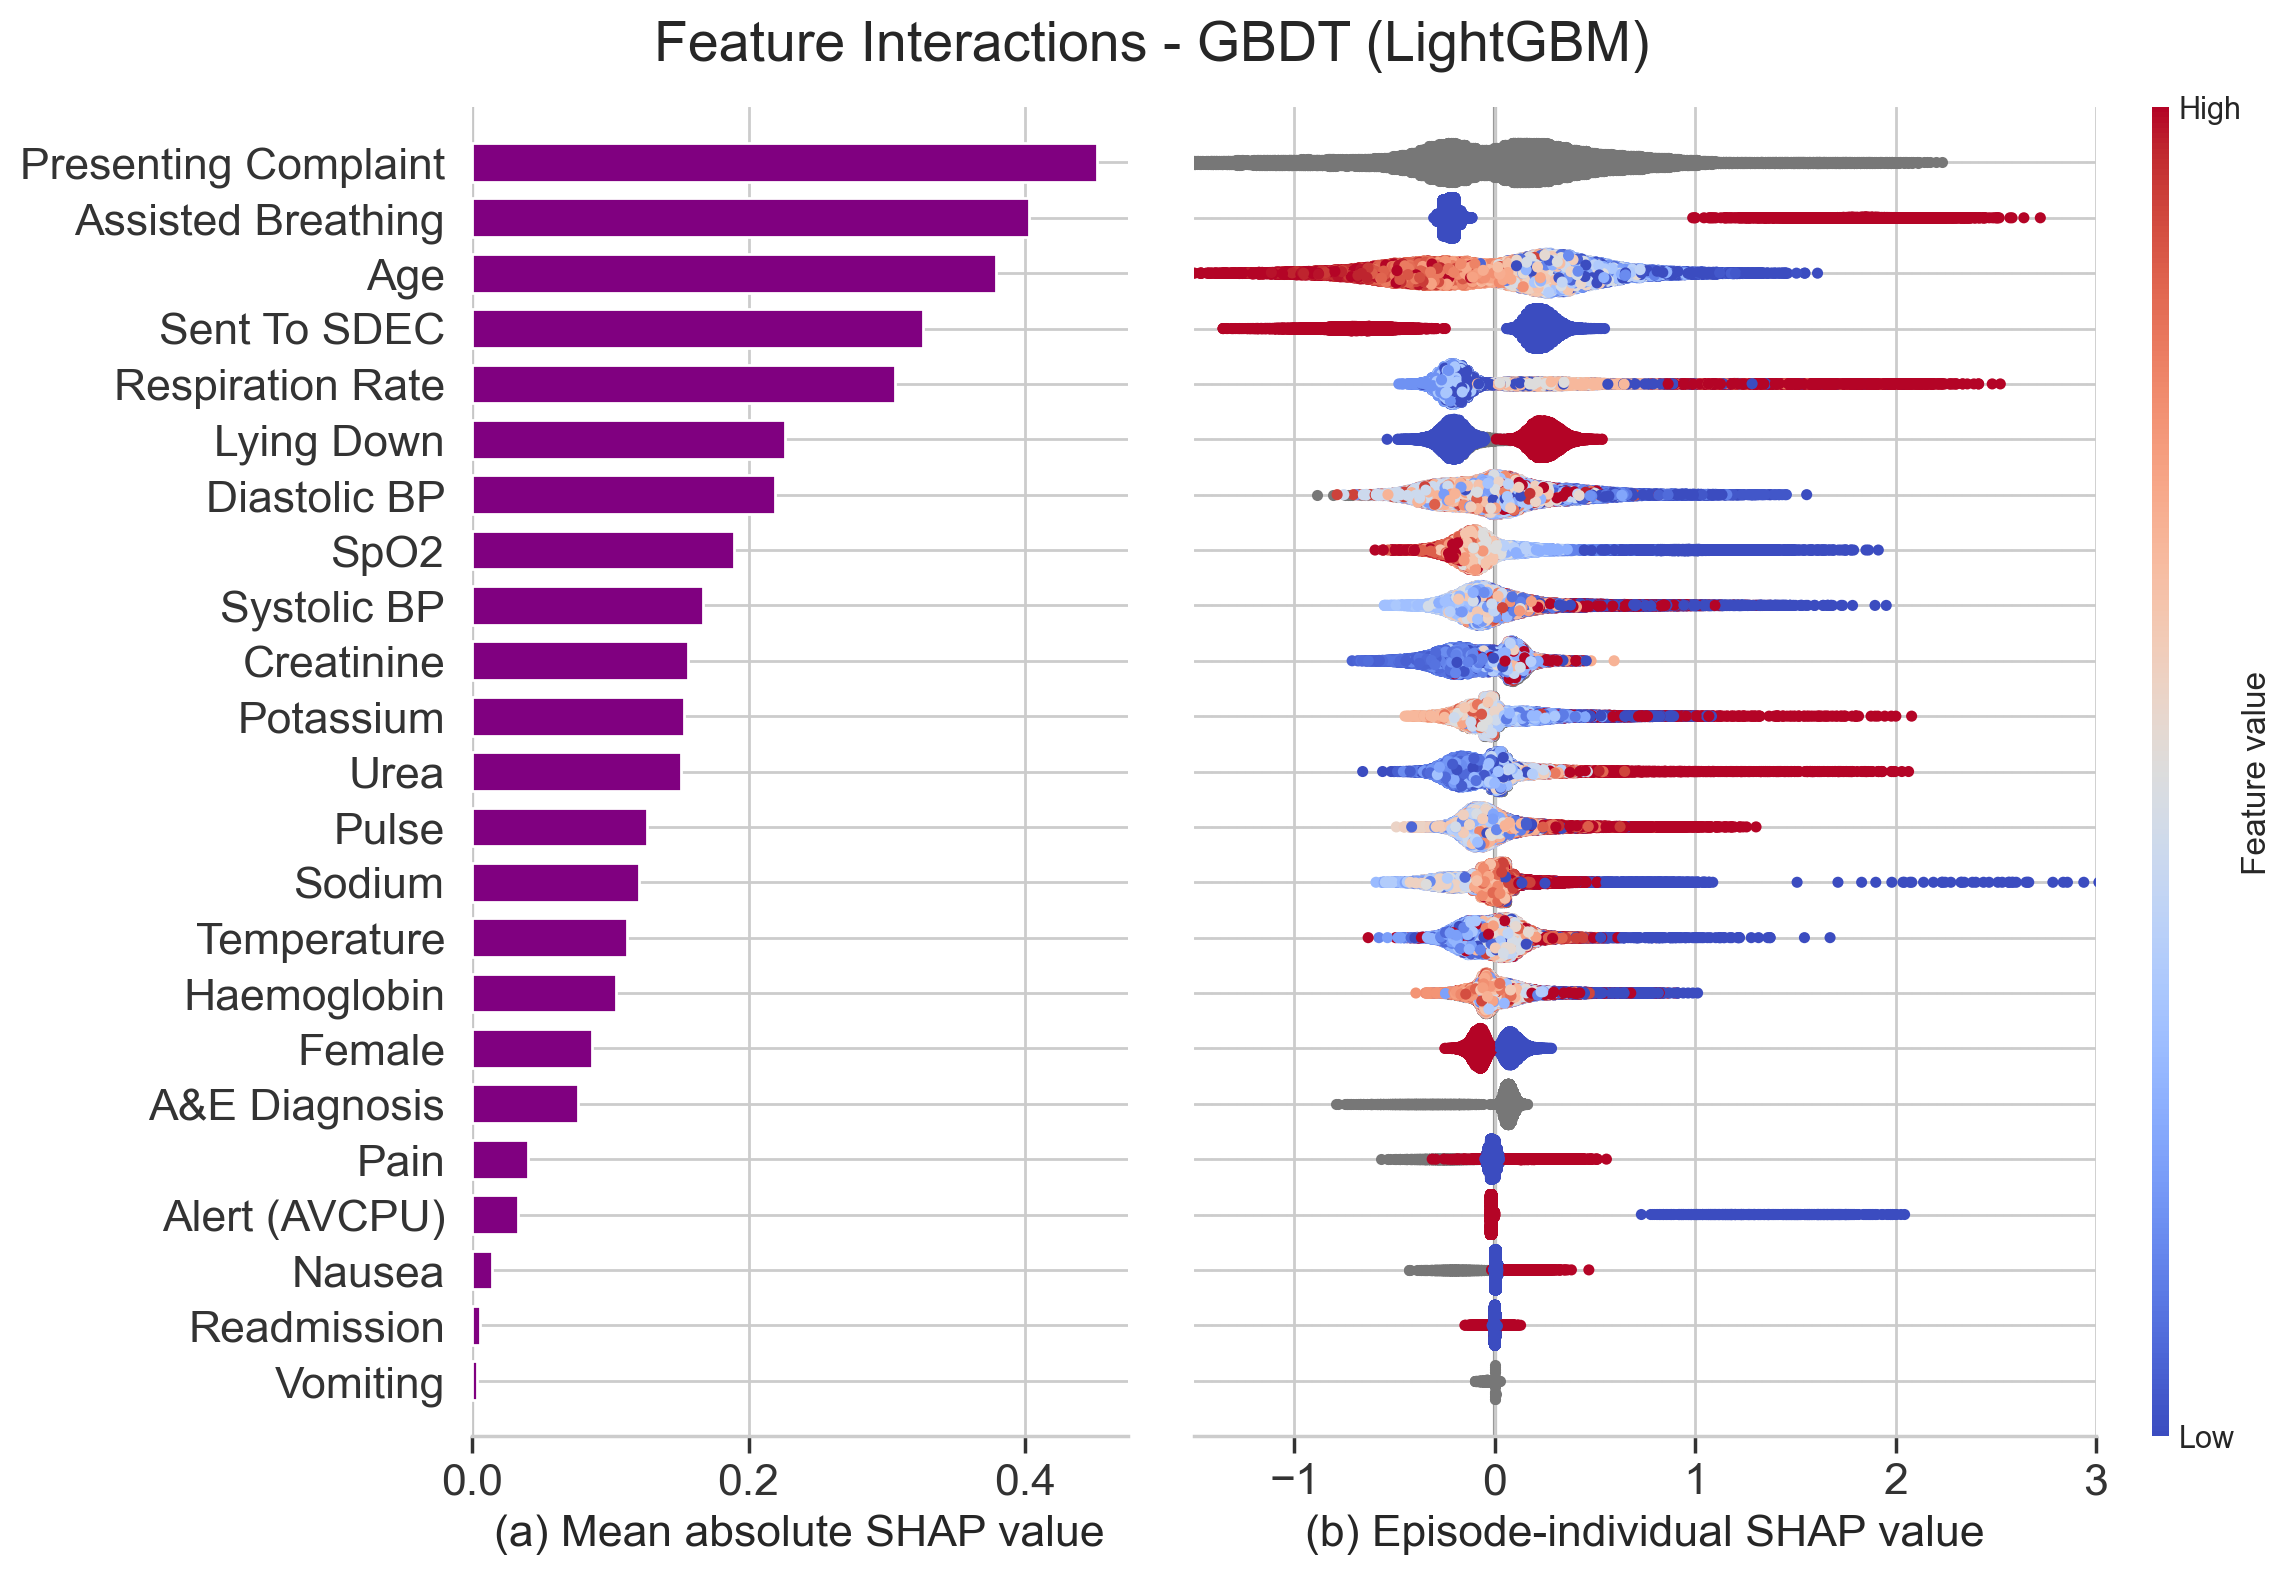 Feature Interactions - GBDT (LightGBM)
Presenting Complaint
Assisted Breathing
Age
Sent To SDEC
Respiration Rate
Lying Down
Diastolic BP
SpO2
Systolic BP
Creatinine
Potassium
Urea
Pulse
Sodium
Temperature
Haemoglobin
Female
A&E Diagnosis
Pain
Alert (AVCPU)
Nausea
Readmission
Vomiting
0.0 0.2 0.4
(a) Mean absolute SHAP value
−1 0 1 2 3
(b) Episode-individual SHAP value
High
Feature value
Low